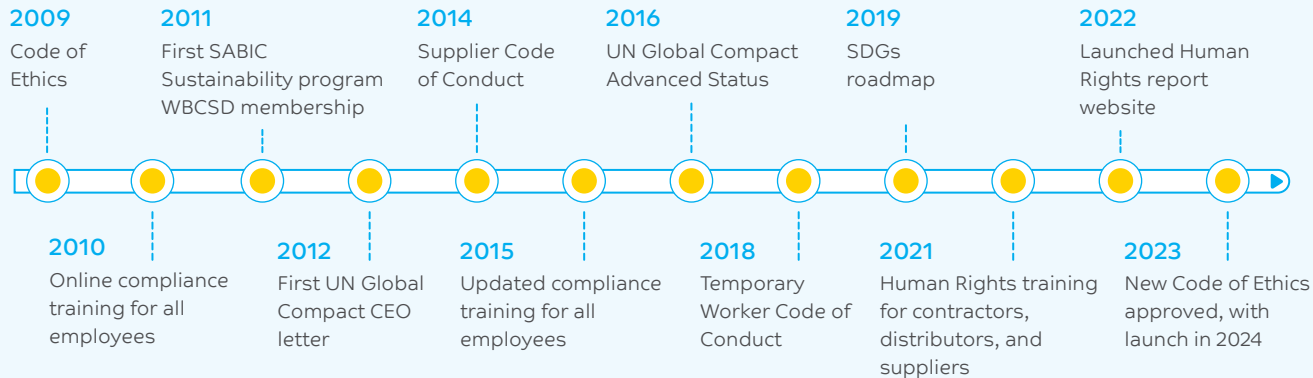 2009
Code of
Ethics
2011
First SABIC
Sustainability program
WBCSD membership
2014
Supplier Code
of Conduct
2016
UN Global Compact
Advanced Status
2019
SDGs
roadmap
2022
Launched Human
Rights report
website
2010
Online compliance
training for all
employees
2012
First UN Global
Compact CEO
letter
2015
Updated compliance
training for all
employees
2018
Temporary
Worker Code of
Conduct
2021
Human Rights training
for contractors,
distributors, and
suppliers
2023
New Code of Ethics
approved, with
launch in 2024